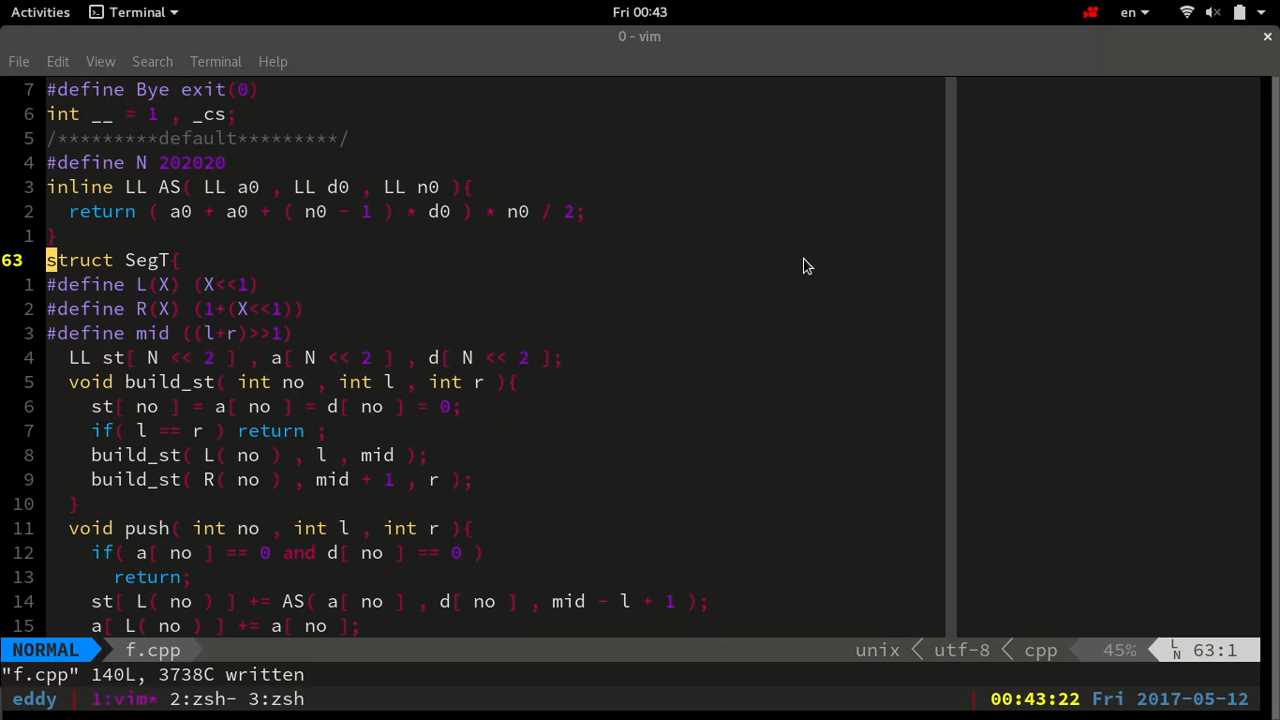 Activities Terminal Fri 00:43 en
0 - vim
File Edit View Search Terminal Help
7 #define Bye exit(0)
6 int __ = 1 , _cs;
5 /*********default*********/
4 #define N 202020
3 inline LL AS( LL a0 , LL d0 , LL n0 ){
2   return ( a0 + a0 + ( n0 - 1 ) * d0 ) * n0 / 2;
1 }
63 struct SegT{
1 #define L(X) (X<<1)
2 #define R(X) (1+(X<<1))
3 #define mid ((l+r)>>1)
4   LL st[ N << 2 ] , a[ N << 2 ] , d[ N << 2 ];
5   void build_st( int no , int l , int r ){
6     st[ no ] = a[ no ] = d[ no ] = 0;
7     if( l == r ) return ;
8     build_st( L( no ) , l , mid );
9     build_st( R( no ) , mid + 1 , r );
10   }
11   void push( int no , int l , int r ){
12     if( a[ no ] == 0 and d[ no ] == 0 )
13       return;
14     st[ L( no ) ] += AS( a[ no ] , d[ no ] , mid - l + 1 );
15     a[ L( no ) ] += a[ no ];
NORMAL f.cpp unix utf-8 cpp 45% LN 63:1
"f.cpp" 140L, 3738C written
eddy | 1:vim* 2:zsh- 3:zsh | 00:43:22 Fri 2017-05-12